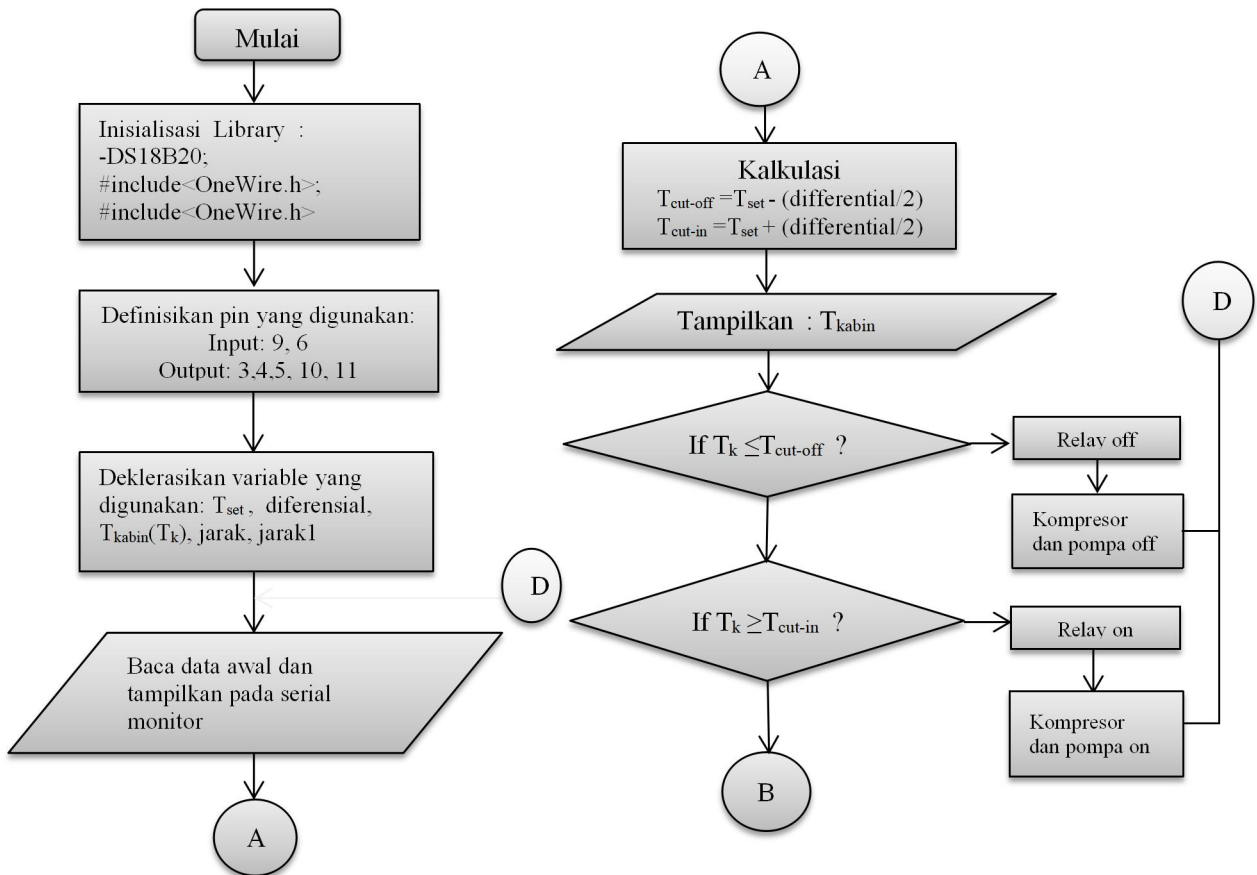 Mulai
Inisialisasi Library :
-DS18B20;
#include<OneWire.h>;
#include<OneWire.h>
Definisikan pin yang digunakan:
Input: 9, 6
Output: 3,4,5, 10, 11
Deklerasikan variable yang
digunakan: Tset , diferensial,
Tkabin(Tk), jarak, jarak1
D
Baca data awal dan
tampilkan pada serial
monitor
A
A
Kalkulasi
Tcut-off =Tset - (differential/2)
Tcut-in =Tset + (differential/2)
Tampilkan : Tkabin
If Tk ≤Tcut-off ?
Relay off
Kompresor
dan pompa off
If Tk ≥Tcut-in ?
Relay on
Kompresor
dan pompa on
B
D